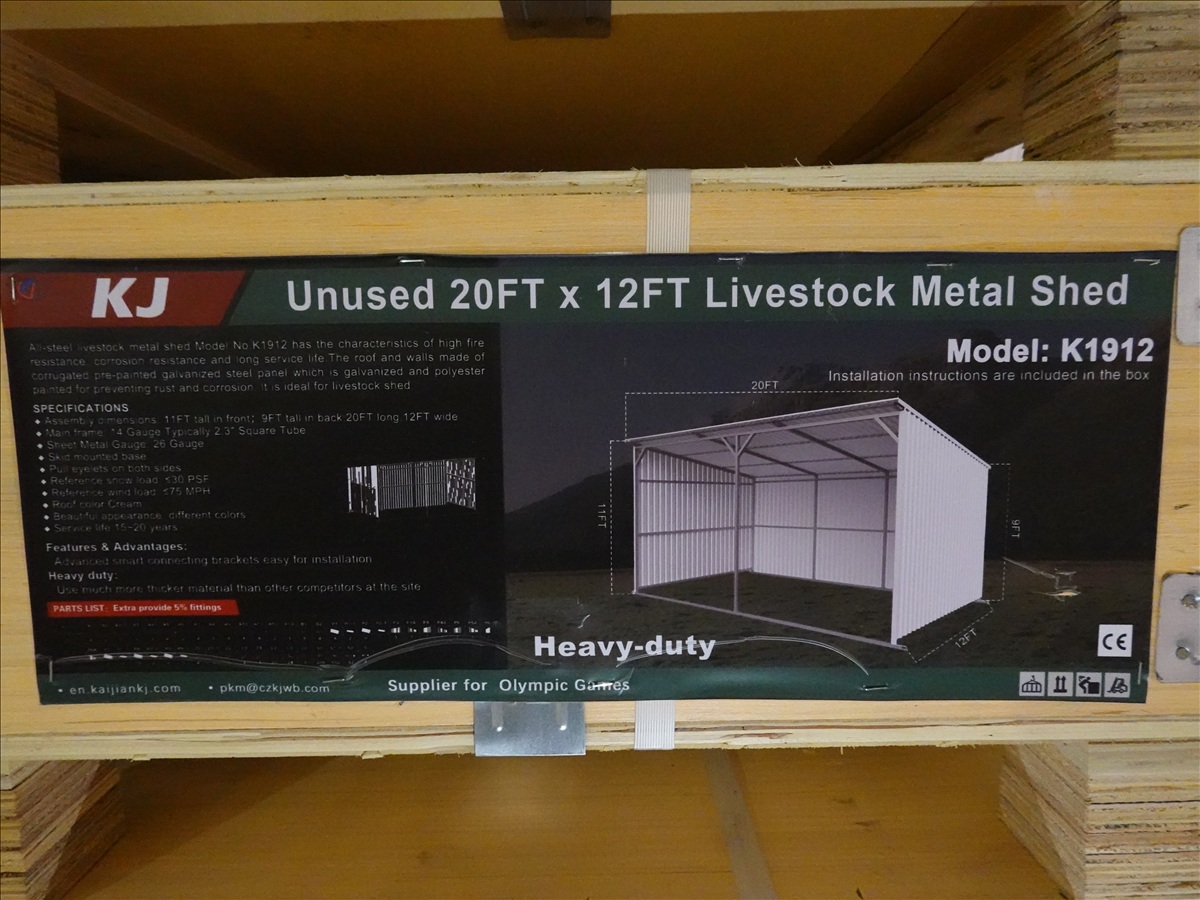 KJ
Unused 20FT x 12FT Livestock Metal Shed
All-steel livestock metal shed Model No.K1912 has the characteristics of high fire
resistance, corrosion resistance and long service life.The roof and walls made of
corrugated pre-painted galvanized steel panel which is galvanized and polyester
painted for preventing rust and corrosion. It is ideal for livestock shed.
SPECIFICATIONS
◆ Assembly dimensions: 11FT tall in front; 9FT tall in back 20FT long 12FT wide
◆ Main frame: 14 Gauge Typically 2.3" Square Tube
◆ Sheet Metal Gauge: 26 Gauge
◆ Skid mounted base
◆ Pull eyelets on both sides
◆ Reference snow load: ≤30 PSF
◆ Reference wind load: ≤75 MPH
◆ Roof color Cream
◆ Beautiful appearance, different colors
◆ Service life:15~20 years
Features & Advantages:
Advanced smart connecting brackets easy for installation
Heavy duty:
Use much more thicker material than other competitors at the site
PARTS LIST: Extra provide 5% fittings
Model: K1912
Installation instructions are included in the box
20FT
11FT
9FT
12FT
Heavy-duty
CE
• en.kaijiankj.com • pkm@czkjwb.com Supplier for Olympic Games